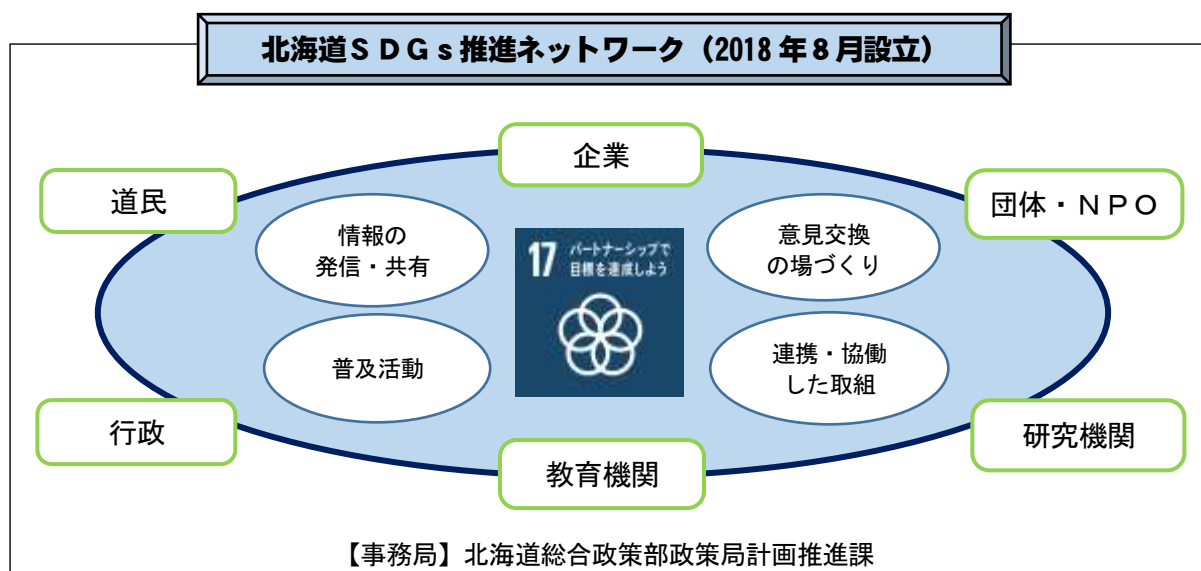 北海道ＳＤＧｓ推進ネットワーク（2018年８月設立）
企業
道民
団体・ＮＰＯ
情報の
発信・共有
17 パートナーシップで
目標を達成しよう
意見交換
の場づくり
普及活動
連携・協働
した取組
行政
研究機関
教育機関
【事務局】北海道総合政策部政策局計画推進課